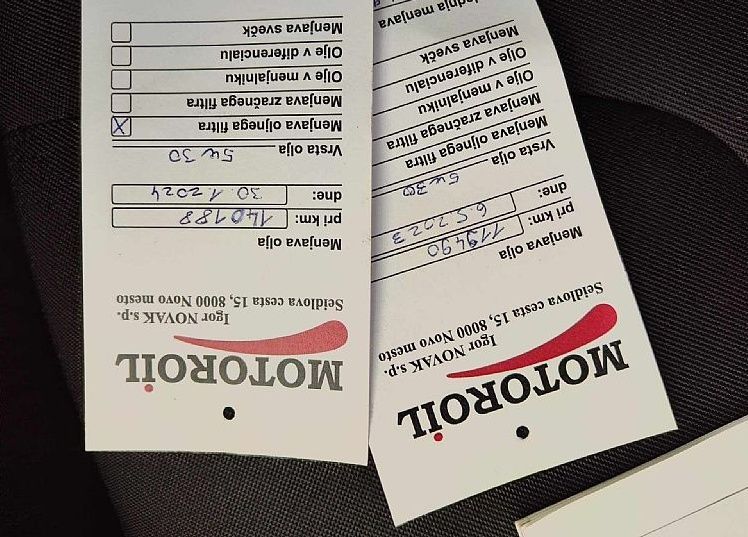 MOTOROIL
Igor NOVAK s.p.
Seidlova cesta 15, 8000 Novo mesto
Menjava olja
pri km: 119490
dne: 6.5 2023
Vrsta olja 5w30
Menjava oljnega filtra
Menjava zračnega filtra
Olje v menjalniku
Olje v diferencialu
Menjava svečk
MOTOROIL
Igor NOVAK s.p.
Seidlova cesta 15, 8000 Novo mesto
Menjava olja
pri km: 140188
dne: 30.1.2024
Vrsta olja 5w30
Menjava oljnega filtra X
Menjava zračnega filtra
Olje v menjalniku
Olje v diferencialu
Menjava svečk